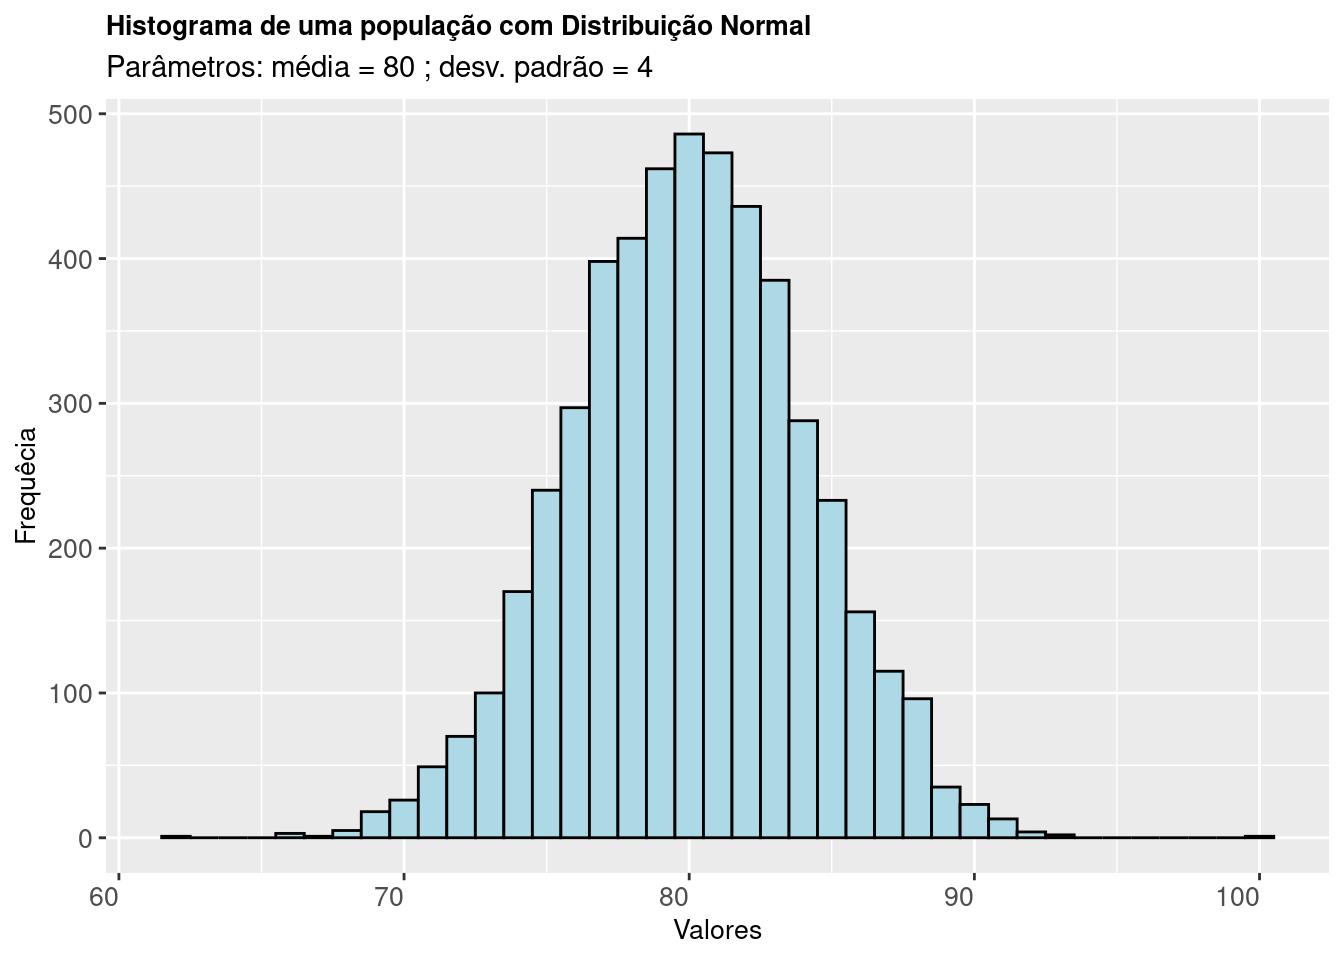 Histograma de uma população com Distribuição Normal
Parâmetros: média = 80 ; desv. padrão = 4
500
400
300
200
100
0
Frequêcia
60 70 80 90 100
Valores